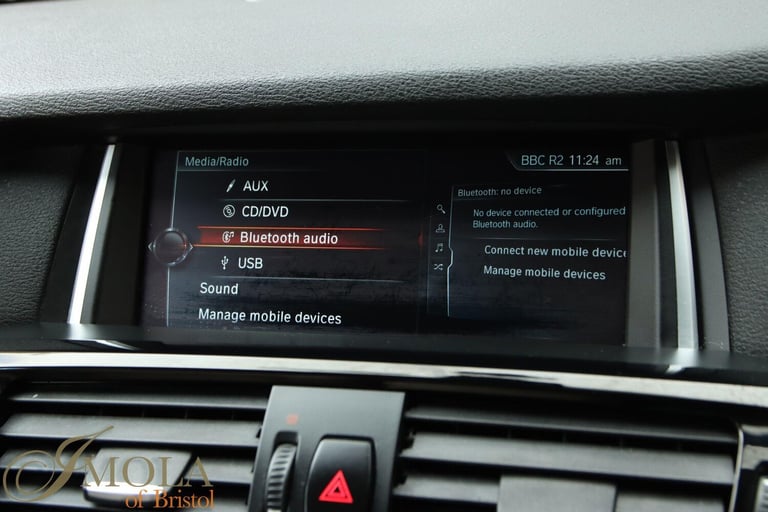 Media/Radio
BBC R2 11:24 am
AUX
CD/DVD
Bluetooth audio
USB
Sound
Manage mobile devices
Bluetooth: no device
No device connected or configured
Bluetooth audio.
Connect new mobile device
Manage mobile devices
IMOLA
of Bristol